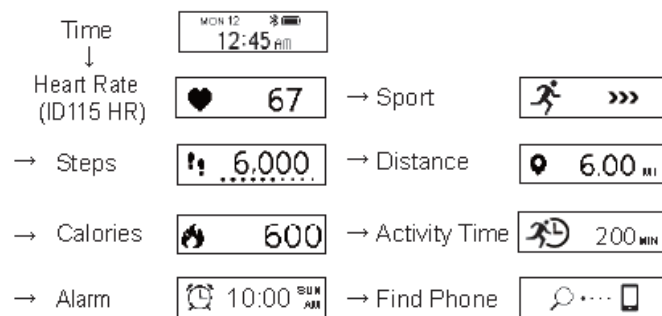 Time
MON 12
12:45 AM
↓
Heart Rate
(ID115 HR)
67
→ Sport
>>>
→ Steps
6,000
→ Distance
6.00 MI
→ Calories
600
→ Activity Time
200 MIN
→ Alarm
10:00 SUN AM
→ Find Phone